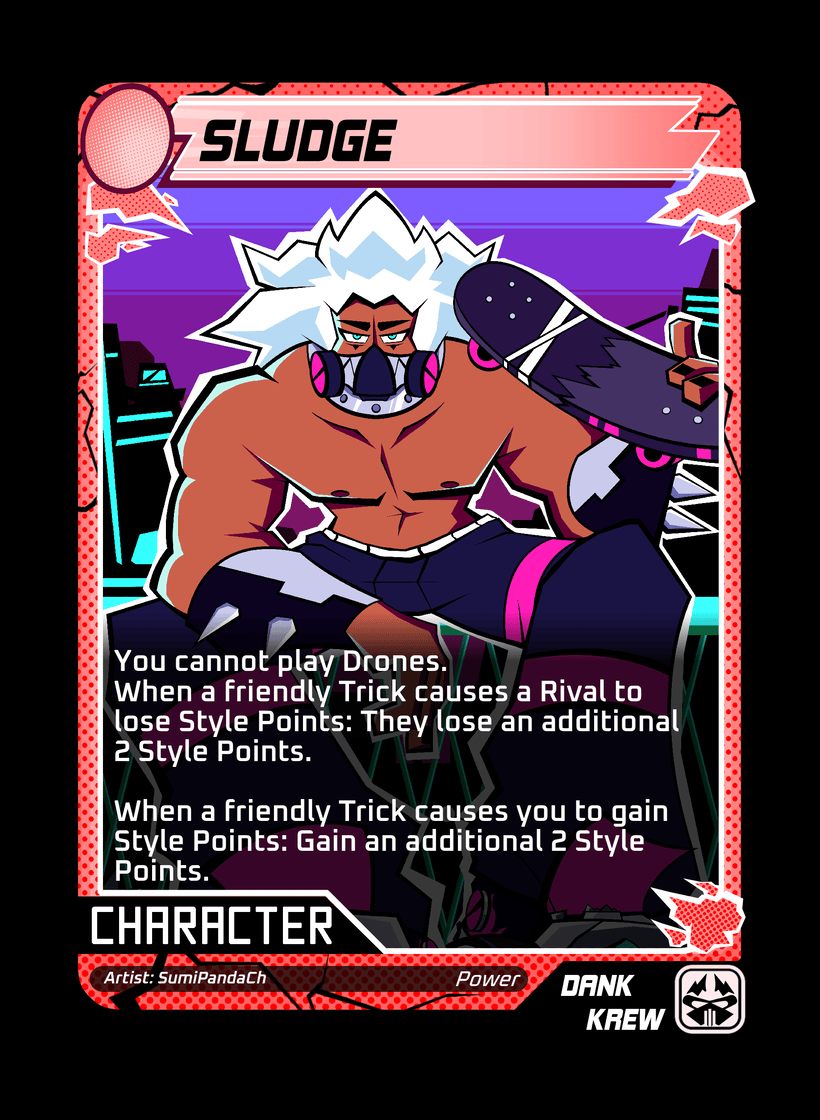 SLUDGE
You cannot play Drones.
When a friendly Trick causes a Rival to
lose Style Points: They lose an additional
2 Style Points.
When a friendly Trick causes you to gain
Style Points: Gain an additional 2 Style
Points.
CHARACTER
Artist: SumiPandaCh
Power
DANK
KREW